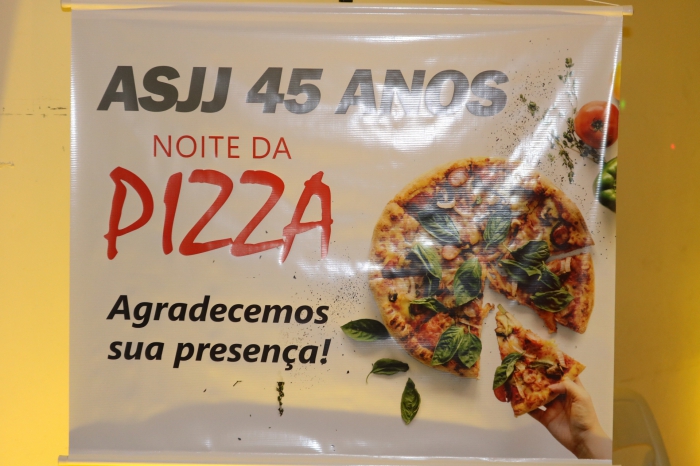 ASJJ 45 ANOS
NOITE DA
PIZZA
Agradecemos
sua presença!